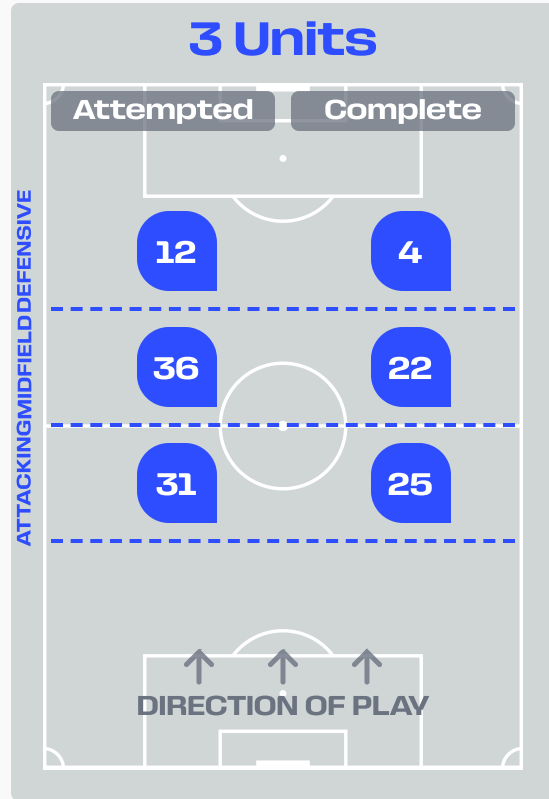 3 Units
Attempted Complete
12 4
36 22
31 25
ATTACKING MIDFIELD DEFENSIVE
DIRECTION OF PLAY